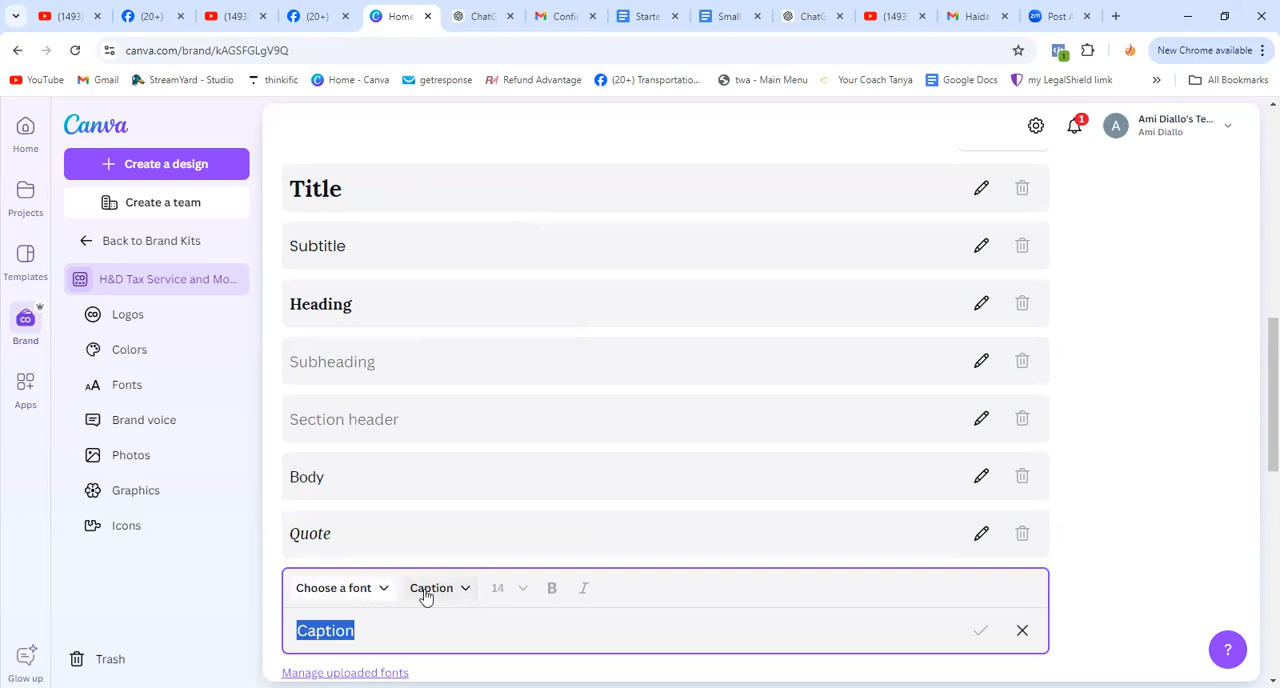 (1493)
(20+)
(1493)
(20+)
Home
ChatG
Confir
Starte
Small
ChatG
(1493)
Haida
Post A
canva.com/brand/kAGSFGLgV9Q
New Chrome available
YouTube
Gmail
StreamYard - Studio
thinkific
Home - Canva
getresponse
Refund Advantage
(20+) Transportatio...
twa - Main Menu
Your Coach Tanya
Google Docs
my LegalShield limk
All Bookmarks
Home
Projects
Templates
Brand
Apps
Glow up
Canva
Create a design
Create a team
Back to Brand Kits
H&D Tax Service and Mo...
Logos
Colors
Fonts
Brand voice
Photos
Graphics
Icons
Trash
1
A
Ami Diallo's Te...
Ami Diallo
Title
Subtitle
Heading
Subheading
Section header
Body
Quote
Choose a font
Caption
14
B
I
Caption
Manage uploaded fonts
?